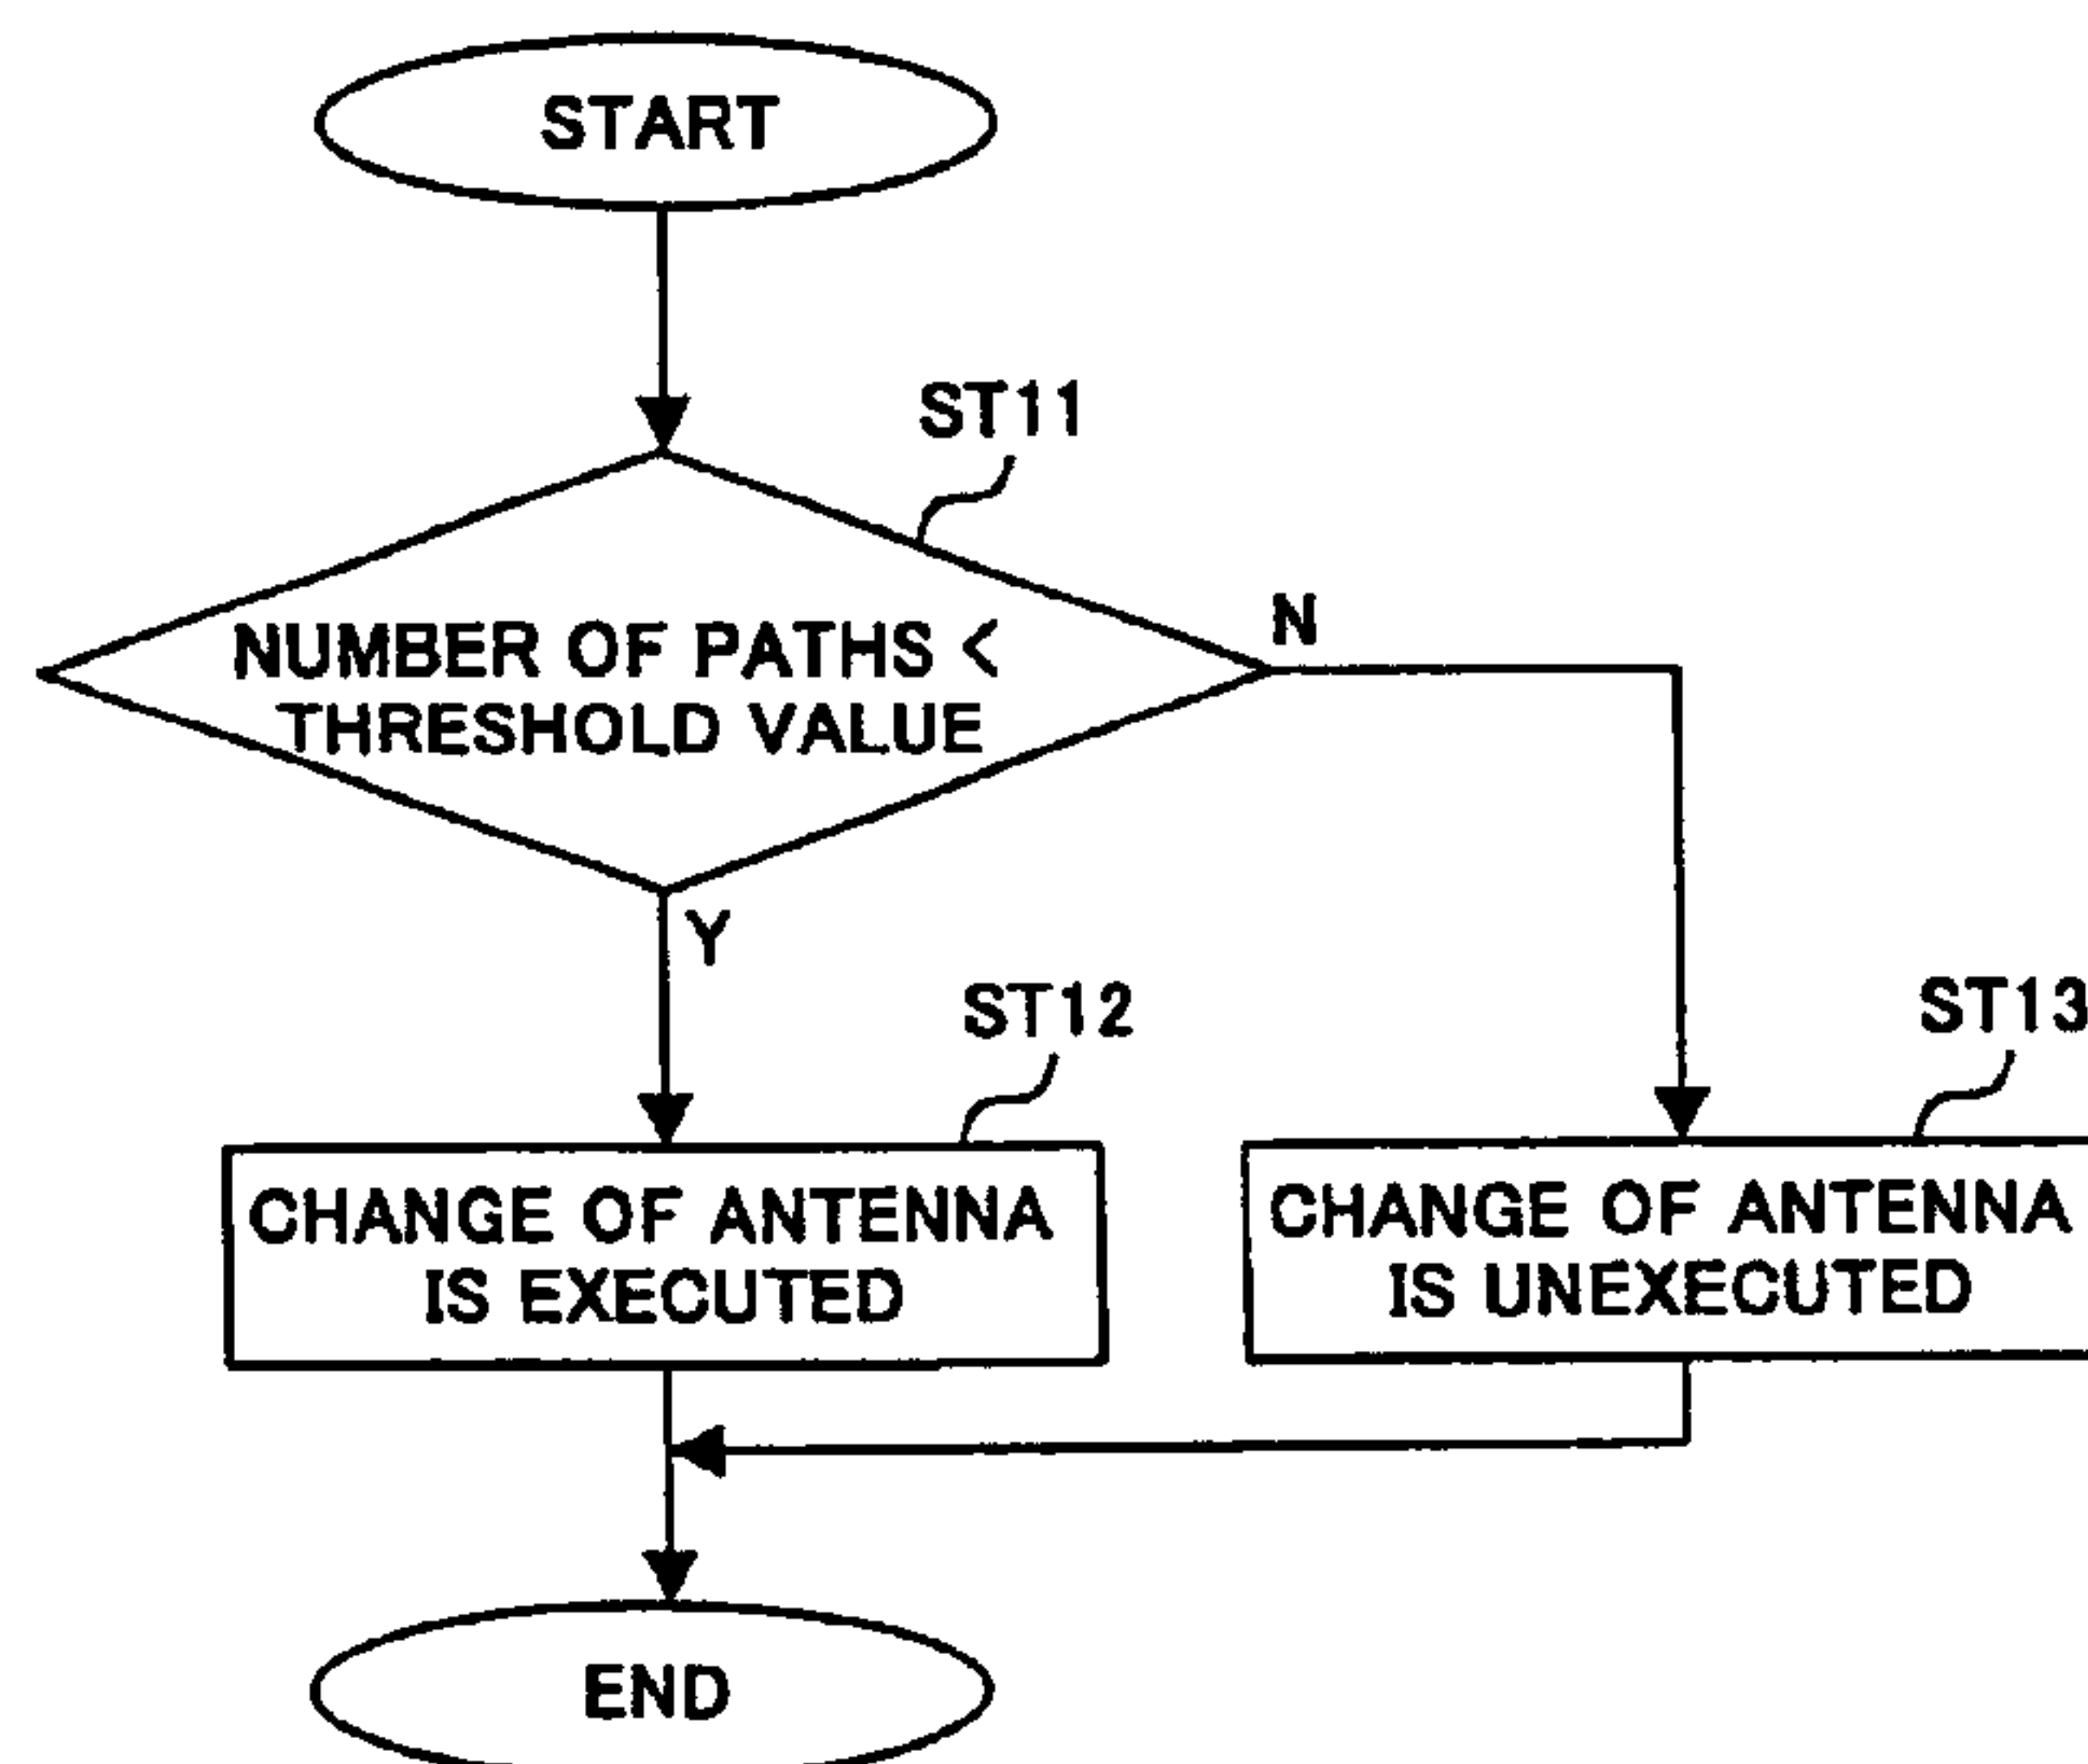 START
ST11
NUMBER OF PATHS <
THRESHOLD VALUE
N
Y
ST12
ST13
CHANGE OF ANTENNA
IS EXECUTED
CHANGE OF ANTENNA
IS UNEXECUTED
END